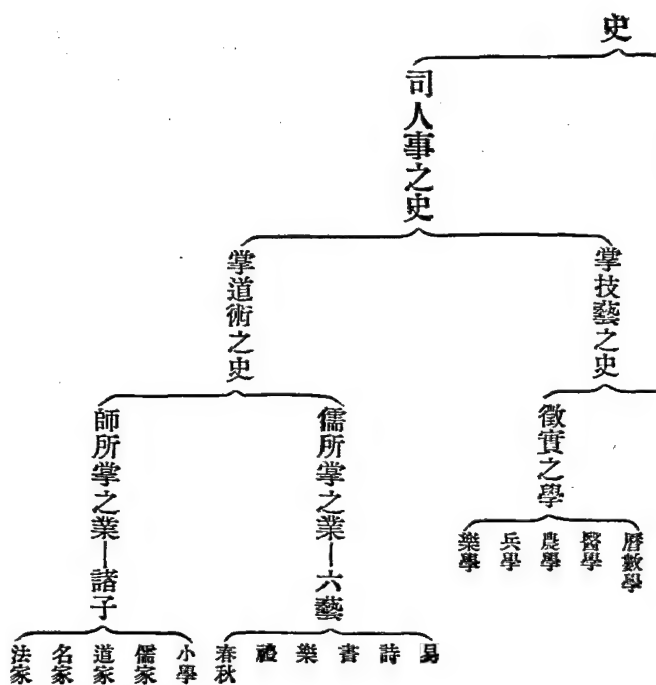 史
司人事之史
掌技藝之史
掌道術之史
徵實之學
儒所掌之業—六藝
師所掌之業—諸子
曆數學
醫學
農學
兵學
樂學
易
詩
書
樂
禮
春秋
小學
儒家
道家
名家
法家